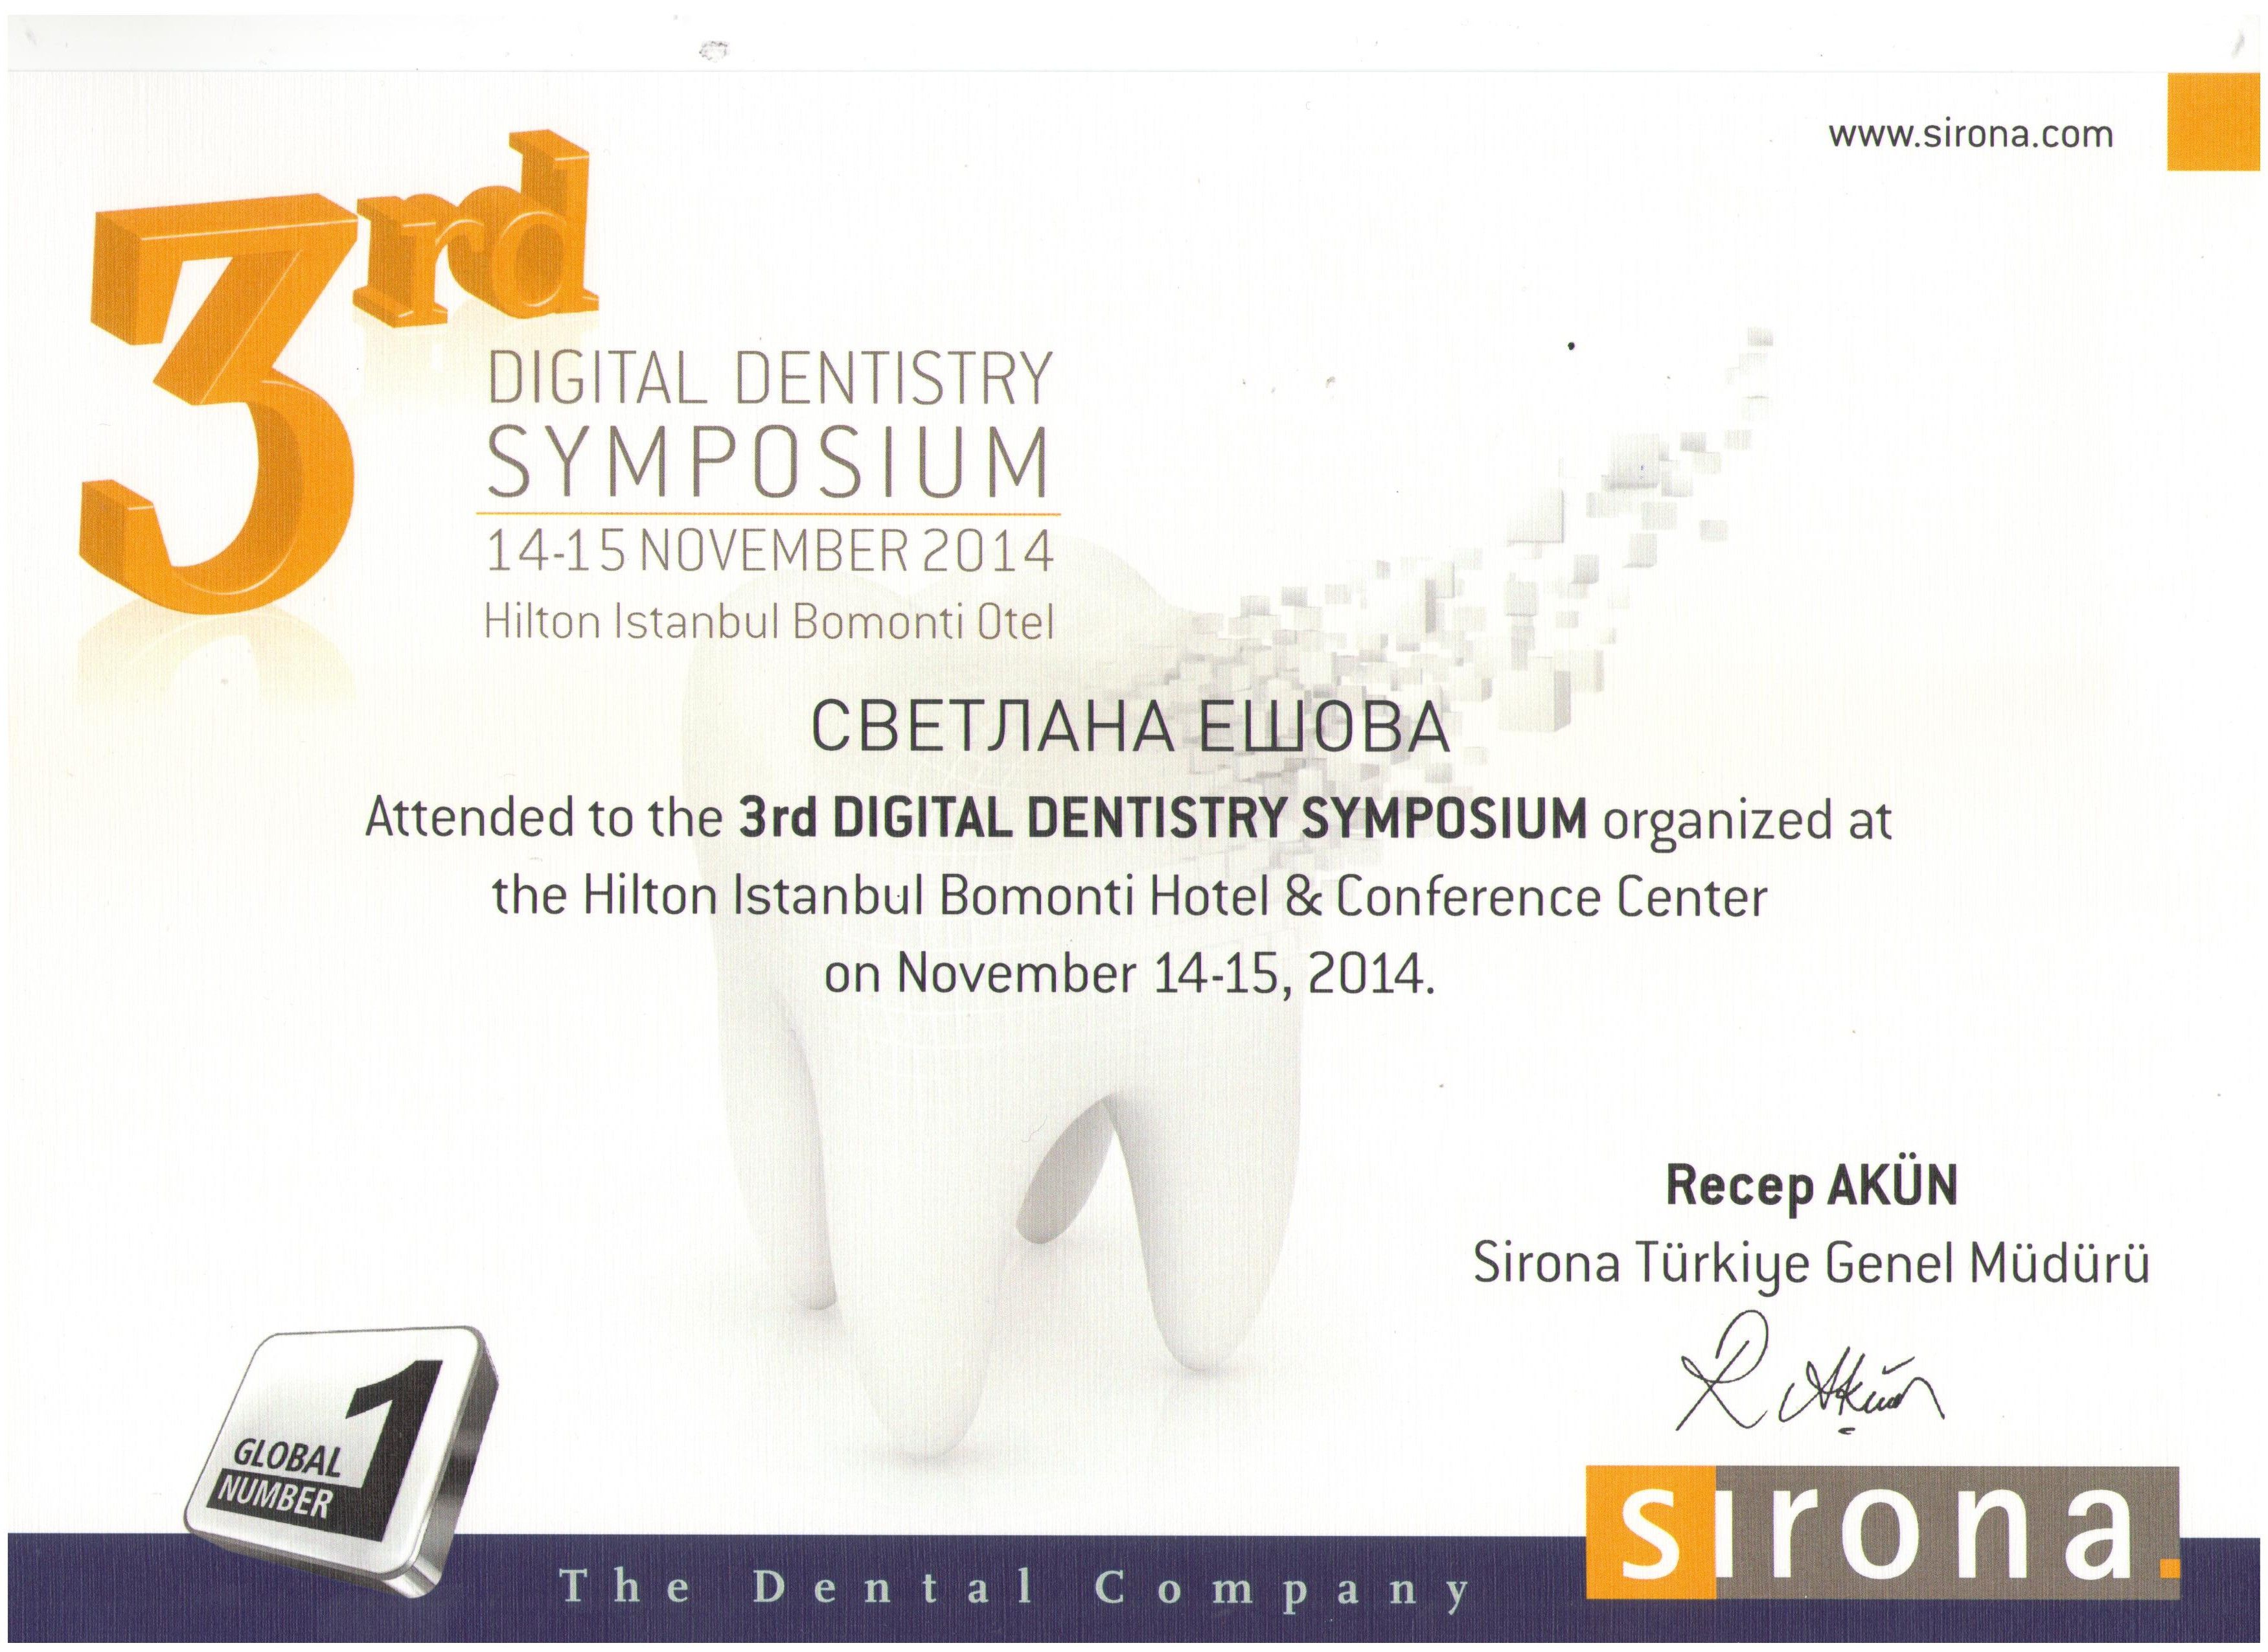 www.sirona.com
3rd
DIGITAL DENTISTRY
SYMPOSIUM
14-15 NOVEMBER 2014
Hilton Istanbul Bomonti Otel
СВЕТЛАНА ЕШОВА
Attended to the 3rd DIGITAL DENTISTRY SYMPOSIUM organized at
the Hilton Istanbul Bomonti Hotel & Conference Center
on November 14-15, 2014.
Recep AKÜN
Sirona Türkiye Genel Müdürü
R Akün
GLOBAL
NUMBER 1
The Dental Company
sırona.